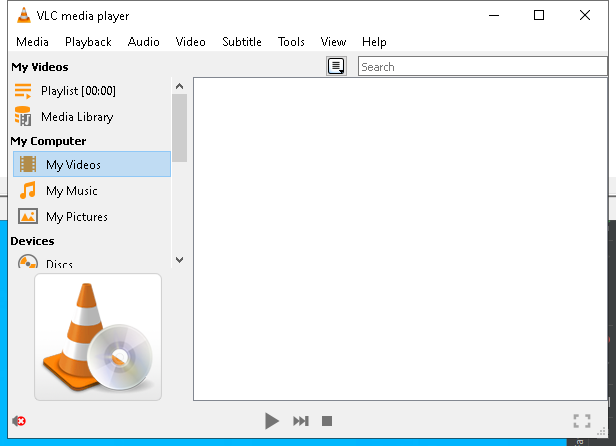 VLC media player
Media Playback Audio Video Subtitle Tools View Help
My Videos
Search
Playlist [00:00]
Media Library
My Computer
My Videos
My Music
My Pictures
Devices
Discs